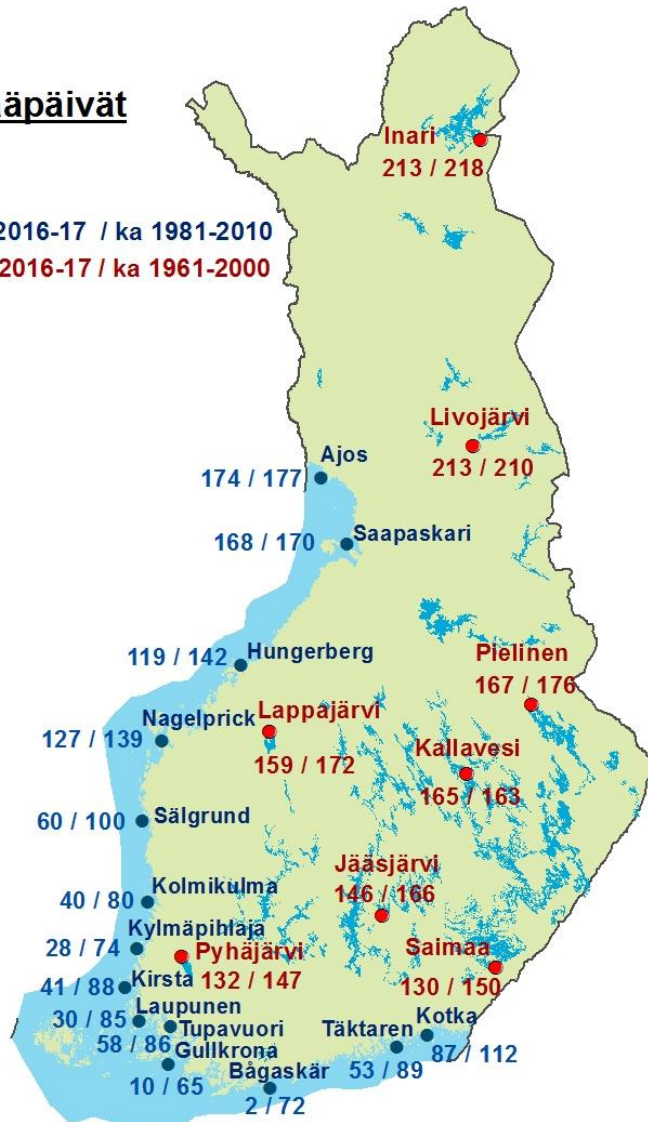 ääpäivät
Inari
213 / 218
2016-17 / ka 1981-2010
2016-17 / ka 1961-2000
Livojärvi
213 / 210
Ajos
174 / 177
Saapaskari
168 / 170
Hungerberg
119 / 142
Pielinen
167 / 176
Nagelprick
127 / 139
Lappajärvi
159 / 172
Kallavesi
165 / 163
Sälgrund
60 / 100
Jääsjärvi
146 / 166
Kolmikulma
40 / 80
Kylmäpihlaja
28 / 74
Pyhäjärvi
132 / 147
Saimaa
130 / 150
Kirsta
41 / 88
Laupunen
30 / 85
Tupavuori
58 / 86
Gullkrona
10 / 65
Bågaskär
2 / 72
Täktaren
53 / 89
Kotka
87 / 112